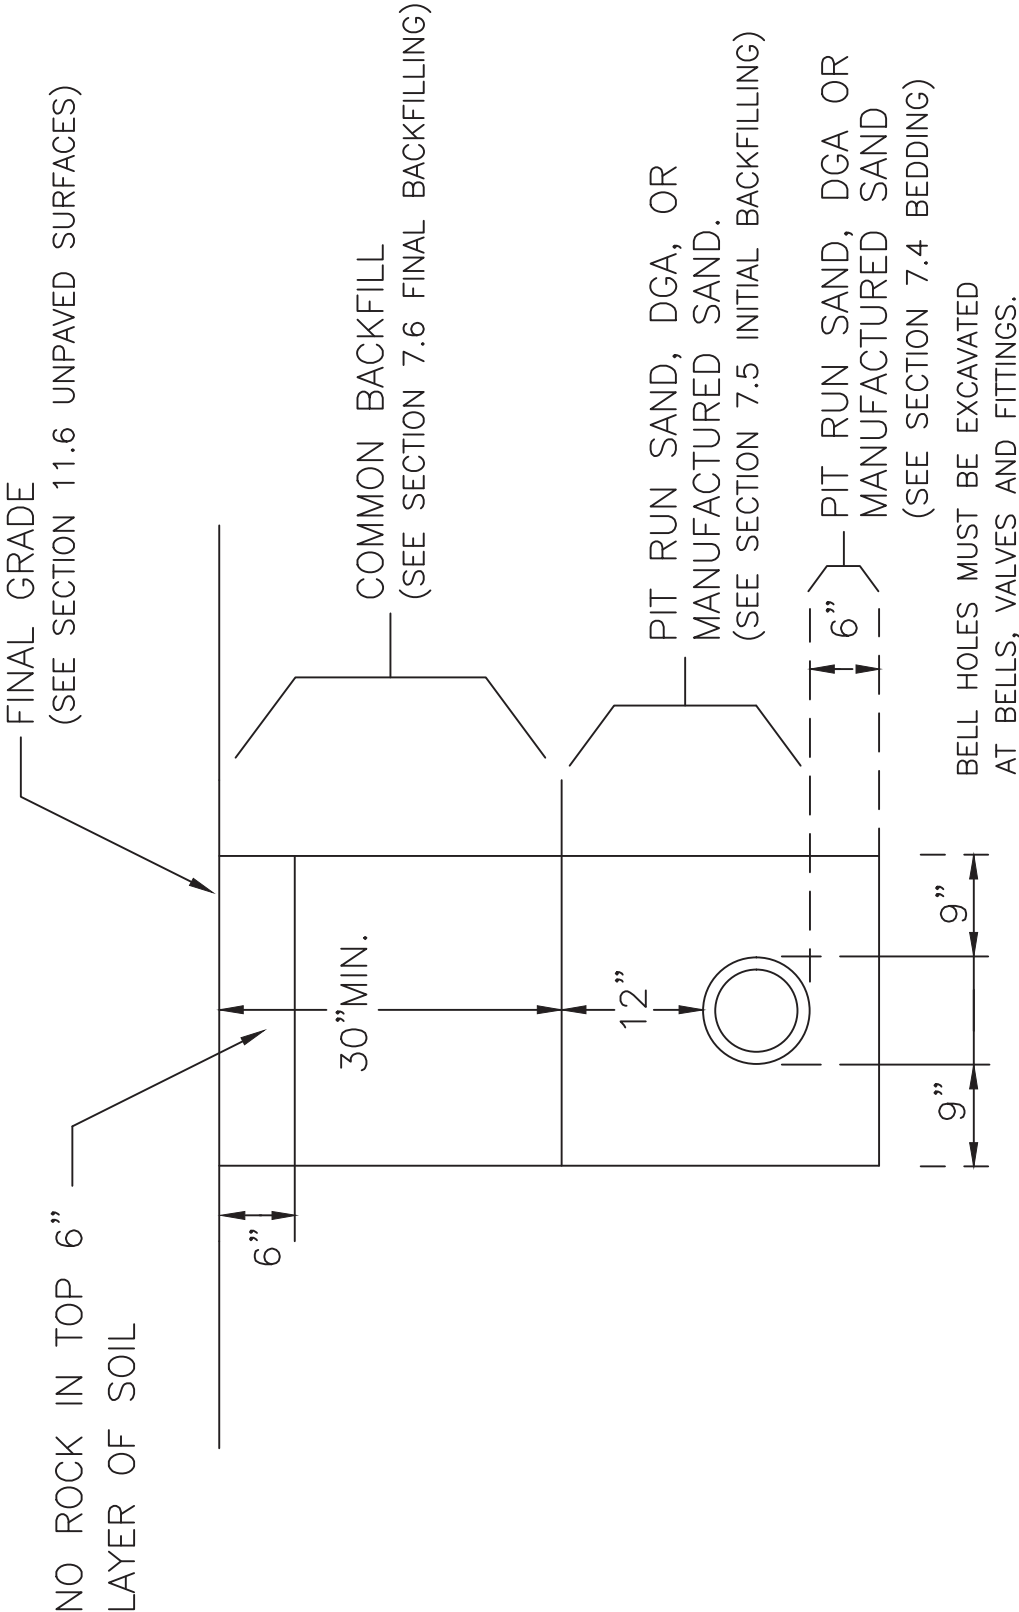 NO ROCK IN TOP 6"
LAYER OF SOIL
FINAL GRADE
(SEE SECTION 11.6 UNPAVED SURFACES)
6"
30"MIN.
COMMON BACKFILL
(SEE SECTION 7.6 FINAL BACKFILLING)
12"
PIT RUN SAND, DGA, OR
MANUFACTURED SAND.
(SEE SECTION 7.5 INITIAL BACKFILLING)
6"
PIT RUN SAND, DGA OR
MANUFACTURED SAND
(SEE SECTION 7.4 BEDDING)
9"
9"
BELL HOLES MUST BE EXCAVATED
AT BELLS, VALVES AND FITTINGS.